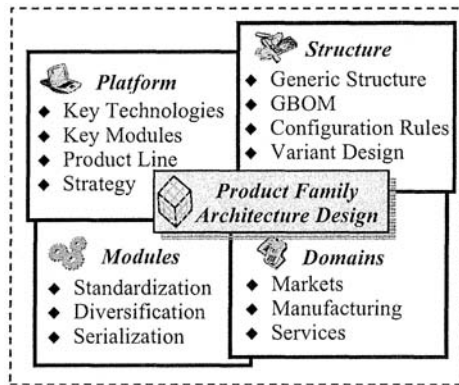 Platform
◆ Key Technologies
◆ Key Modules
◆ Product Line
◆ Strategy
Structure
◆ Generic Structure
◆ GBOM
◆ Configuration Rules
◆ Variant Design
Product Family
Architecture Design
Modules
◆ Standardization
◆ Diversification
◆ Serialization
Domains
◆ Markets
◆ Manufacturing
◆ Services